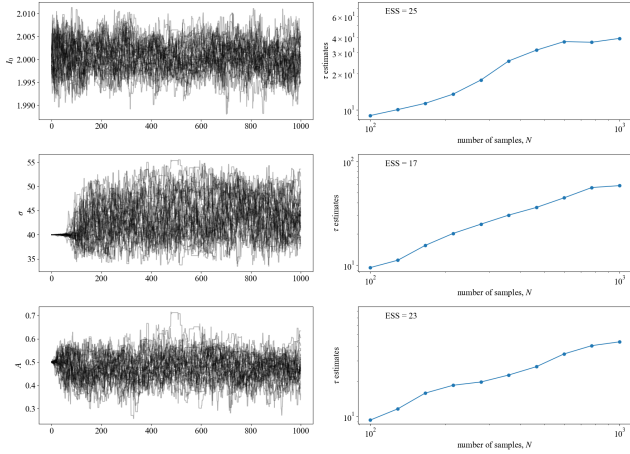 2.010
2.005
2.000
1.995
1.990
I₀
0 200 400 600 800 1000
ESS = 25
6 × 10¹
4 × 10¹
3 × 10¹
2 × 10¹
10¹
τ estimates
10² 10³
number of samples, N
55
50
45
40
35
σ
0 200 400 600 800 1000
ESS = 17
10²
10¹
τ estimates
10² 10³
number of samples, N
0.7
0.6
0.5
0.4
0.3
A
0 200 400 600 800 1000
ESS = 23
10¹
τ estimates
10² 10³
number of samples, N